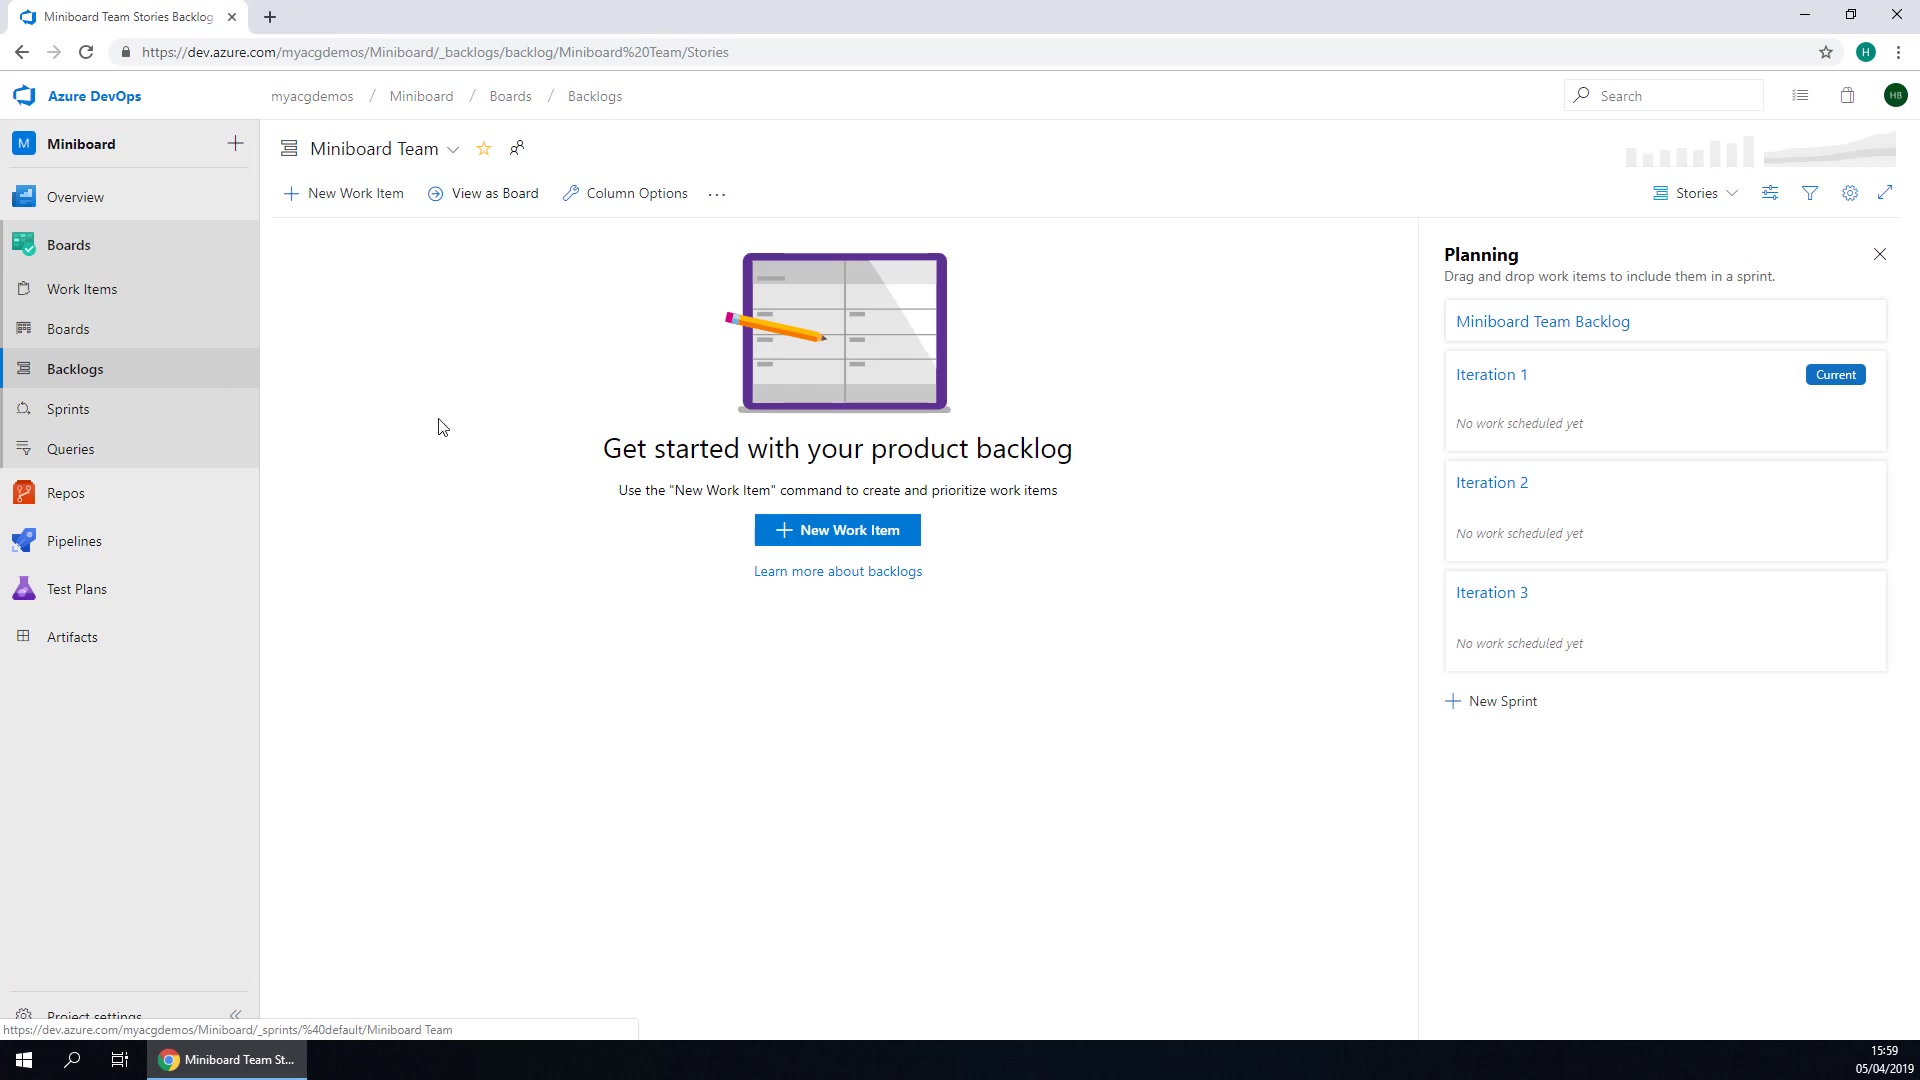 Miniboard Team Stories Backlog
https://dev.azure.com/myacgdemos/Miniboard/_backlogs/backlog/Miniboard%20Team/Stories
H
Azure DevOps
myacgdemos / Miniboard / Boards / Backlogs
Search
HB
M Miniboard
Miniboard Team
Overview
New Work Item
View as Board
Column Options
Stories
Boards
Work Items
Boards
Backlogs
Sprints
Queries
Repos
Pipelines
Test Plans
Artifacts
Project settings
Get started with your product backlog
Use the "New Work Item" command to create and prioritize work items
New Work Item
Learn more about backlogs
Planning
Drag and drop work items to include them in a sprint.
Miniboard Team Backlog
Iteration 1
Current
No work scheduled yet
Iteration 2
No work scheduled yet
Iteration 3
No work scheduled yet
New Sprint
https://dev.azure.com/myacgdemos/Miniboard/_sprints/%40default/Miniboard Team
Miniboard Team St...
15:59
05/04/2019